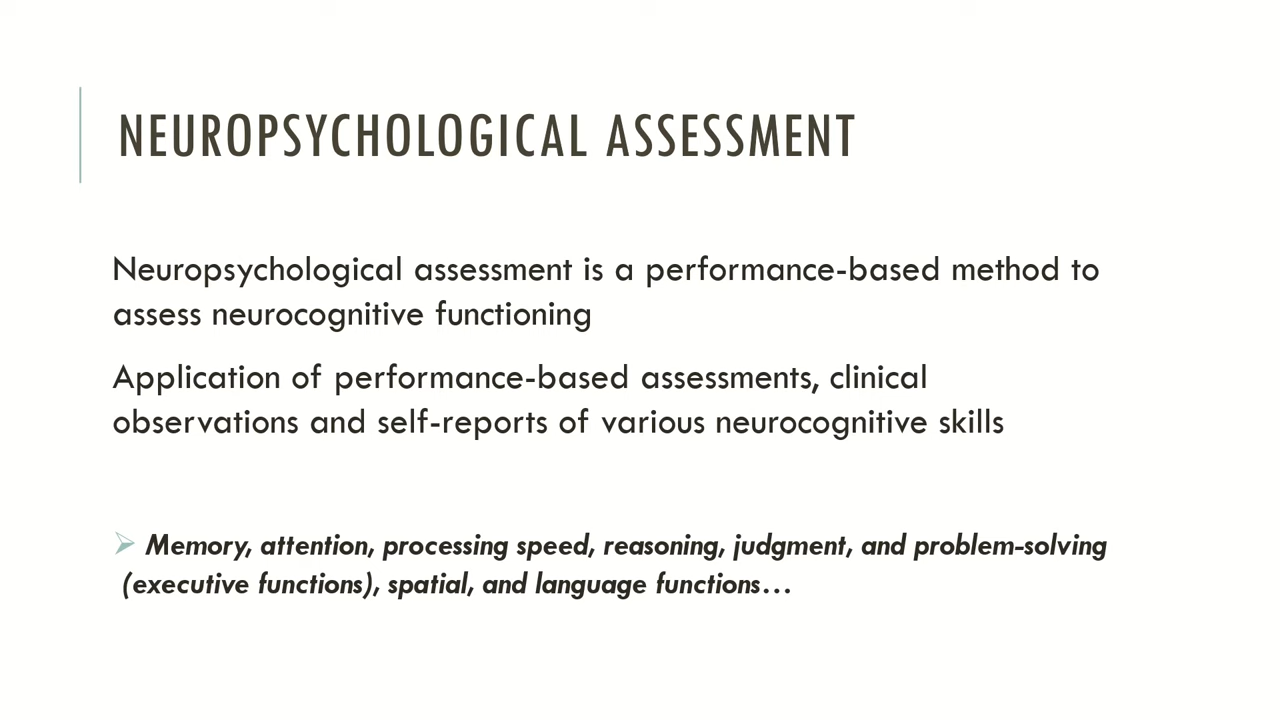 NEUROPSYCHOLOGICAL ASSESSMENT
Neuropsychological assessment is a performance-based method to
assess neurocognitive functioning
Application of performance-based assessments, clinical
observations and self-reports of various neurocognitive skills
➢ Memory, attention, processing speed, reasoning, judgment, and problem-solving
(executive functions), spatial, and language functions…